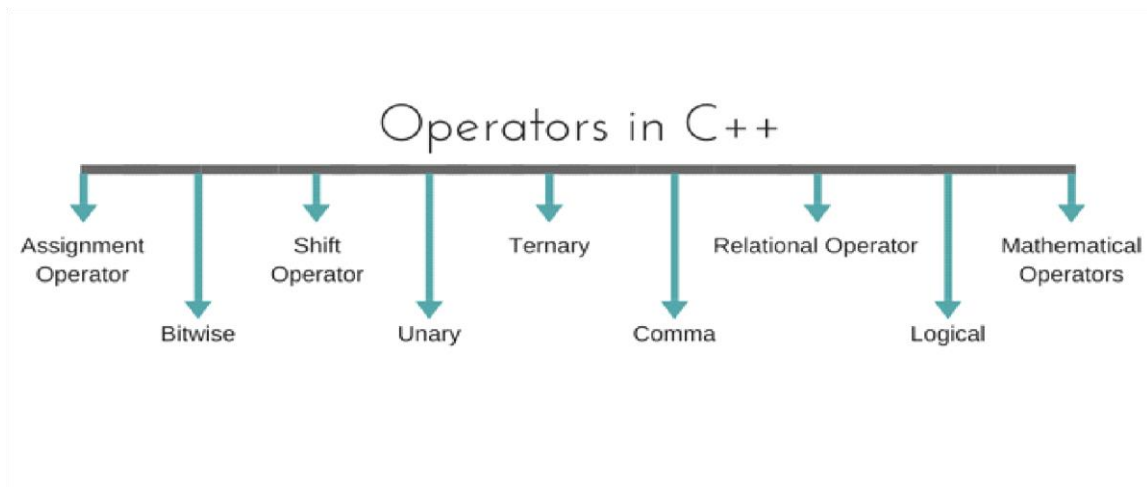 Operators in C++
Assignment
Operator
Bitwise
Shift
Operator
Unary
Ternary
Comma
Relational Operator
Logical
Mathematical
Operators